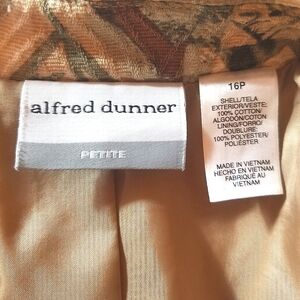 alfred dunner
PETITE
16P
SHELL/TELA
EXTERIOR/VESTE:
100% COTTON/
ALGODON/COTON
LINING/FORRO/
DOUBLURE:
100% POLYESTER/
POLIÉSTER
MADE IN VIETNAM
HECHO EN VIETNAM
FABRIQUÉ AU
VIETNAM